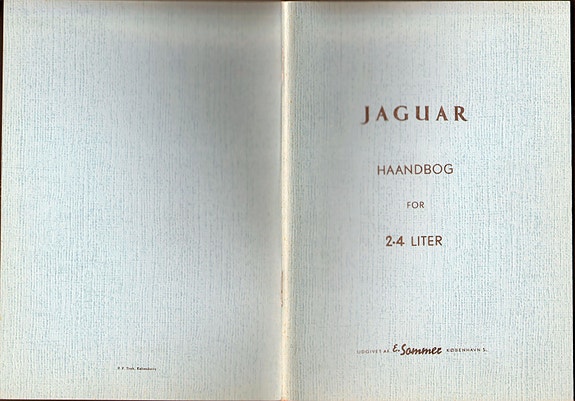 JAGUAR
HAANDBOG
FOR
2·4 LITER
UDGIVET AF E. Sommer KØBENHAVN S.